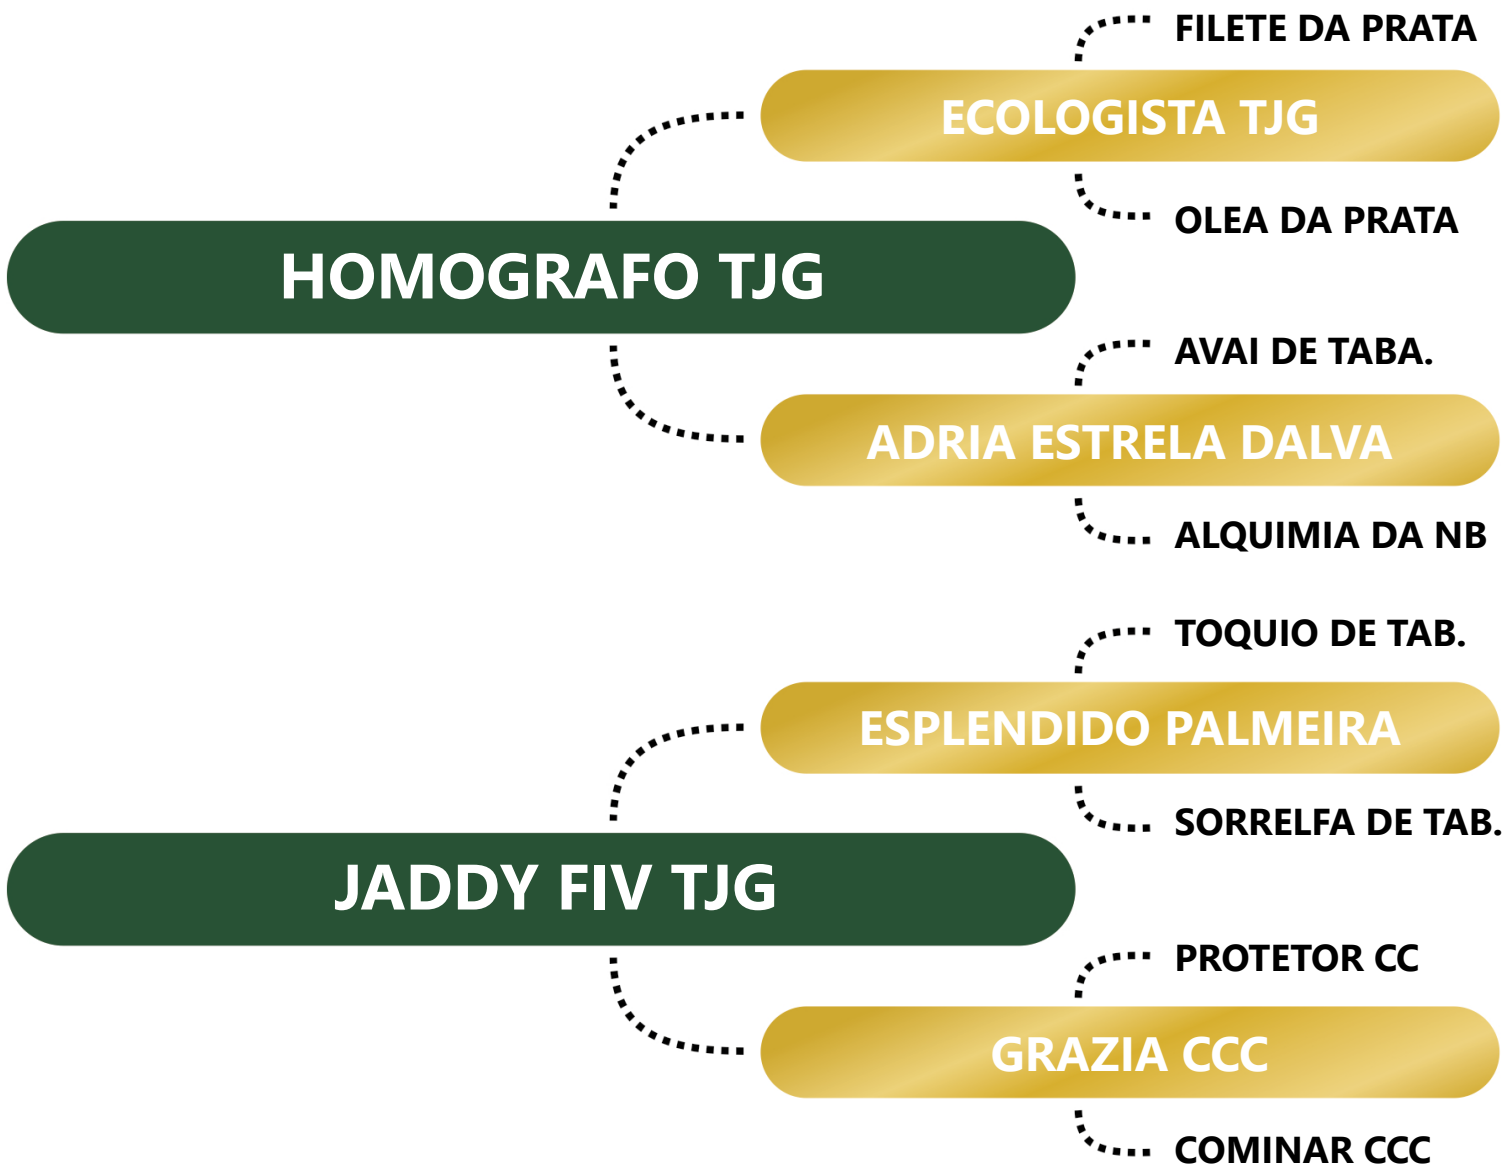 FILETE DA PRATA
ECOLOGISTA TJG
OLEA DA PRATA
HOMOGRAFO TJG
AVAI DE TABA.
ADRIA ESTRELA DALVA
ALQUIMIA DA NB
TOQUIO DE TAB.
ESPLENDIDO PALMEIRA
SORRELFA DE TAB.
JADDY FIV TJG
PROTETOR CC
GRAZIA CCC
COMINAR CCC